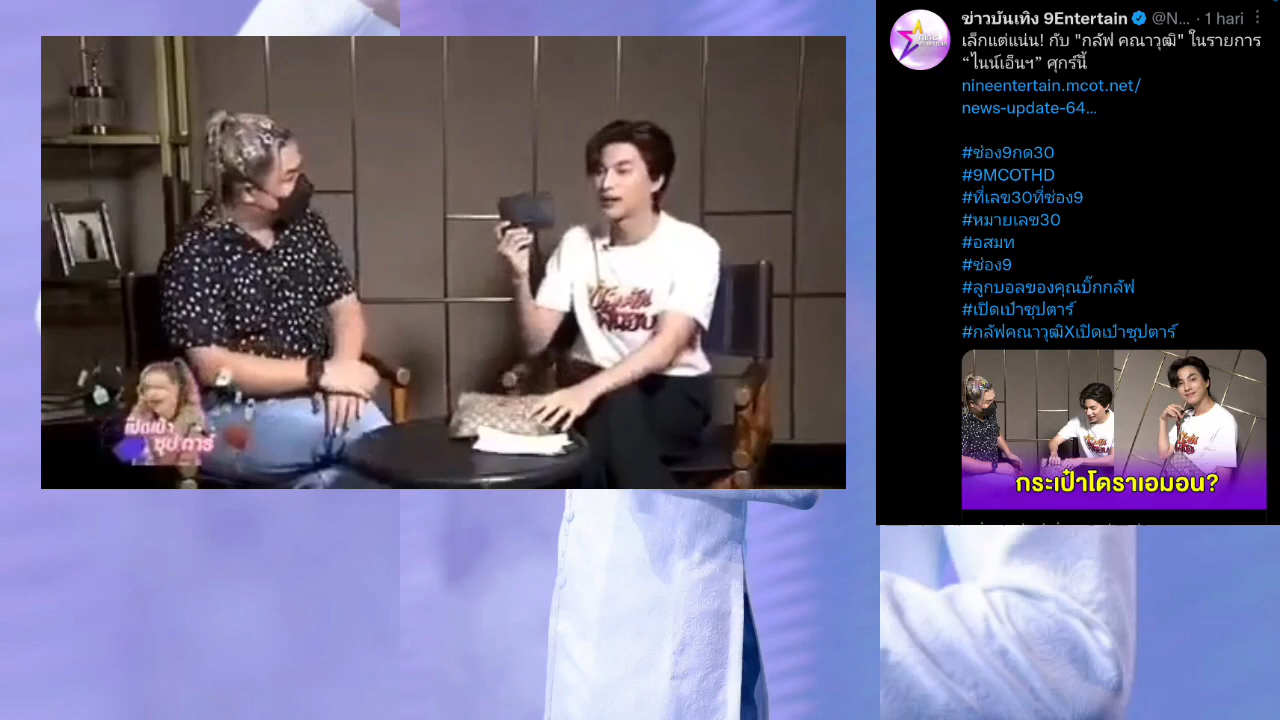 เปิดเป๋า
ซุปตาร์
ข่าวบันเทิง 9Entertain @N... · 1 hari
เล็กแต่แน่น! กับ "กลัฟ คณาวุฒิ" ในรายการ
“ไนน์เอ็นฯ” ศุกร์นี้
nineentertain.mcot.net/
news-update-64...
#ช่อง9กด30
#9MCOTHD
#ที่เลข30ที่ช่อง9
#หมายเลข30
#อสมท
#ช่อง9
#ลูกบอลของคุณบิ๊กกลัฟ
#เปิดเป๋าซุปตาร์
#กลัฟคณาวุฒิXเปิดเป๋าซุปตาร์
กระเป๋าโดราเอมอน?